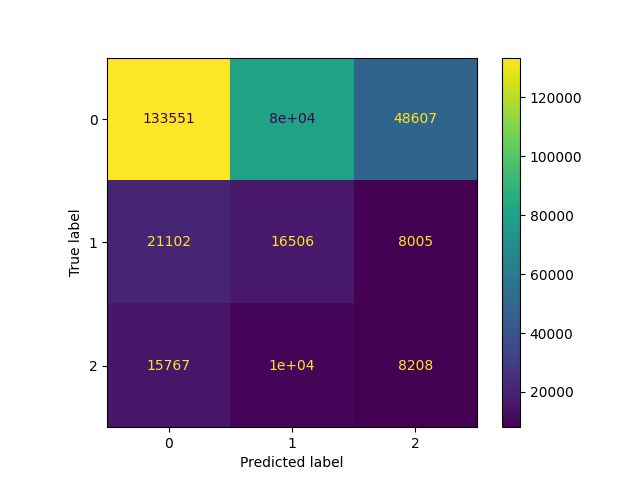 0 133551 8e+04 48607
1 21102 16506 8005
2 15767 1e+04 8208
0 1 2
Predicted label
True label
120000
100000
80000
60000
40000
20000